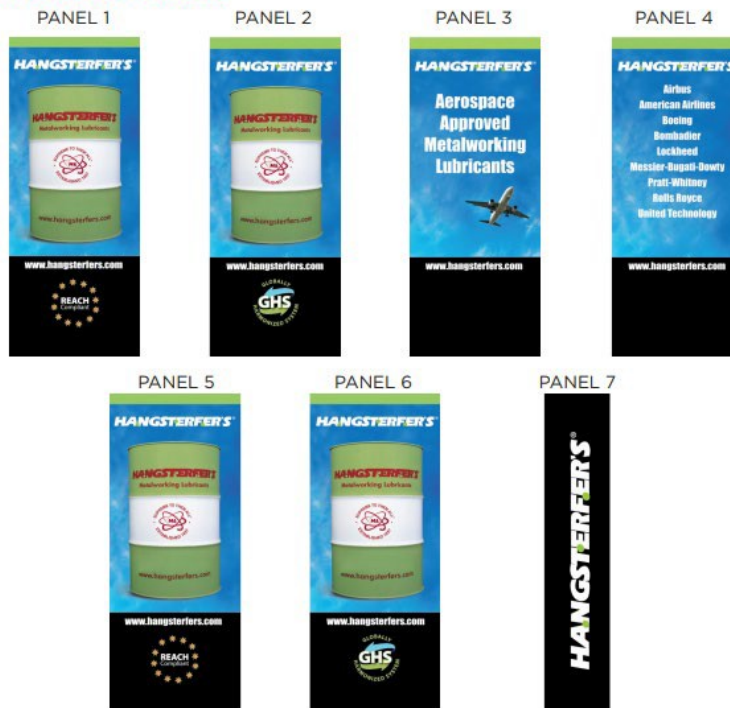 PANEL 1
HANGSTERFER'S®
HANGSTERFER'S
Metalworking Lubricants
www.hangsterfers.com
www.hangsterfers.com
REACH
Compliant
PANEL 2
HANGSTERFER'S®
HANGSTERFER'S
Metalworking Lubricants
www.hangsterfers.com
www.hangsterfers.com
GLOBALLY
GHS
HARMONIZED SYSTEM
PANEL 3
HANGSTERFER'S®
Aerospace
Approved
Metalworking
Lubricants
www.hangsterfers.com
PANEL 4
HANGSTERFER'S
Airbus
American Airlines
Boeing
Bombadier
Lockheed
Messier-Bugati-Dowty
Pratt-Whitney
Rolls Royce
United Technology
www.hangsterfers.com
PANEL 5
HANGSTERFER'S®
HANGSTERFER'S
Metalworking Lubricants
www.hangsterfers.com
www.hangsterfers.com
REACH
Compliant
PANEL 6
HANGSTERFER'S®
HANGSTERFER'S
Metalworking Lubricants
www.hangsterfers.com
www.hangsterfers.com
GLOBALLY
GHS
HARMONIZED SYSTEM
PANEL 7
HANGSTERFER'S®